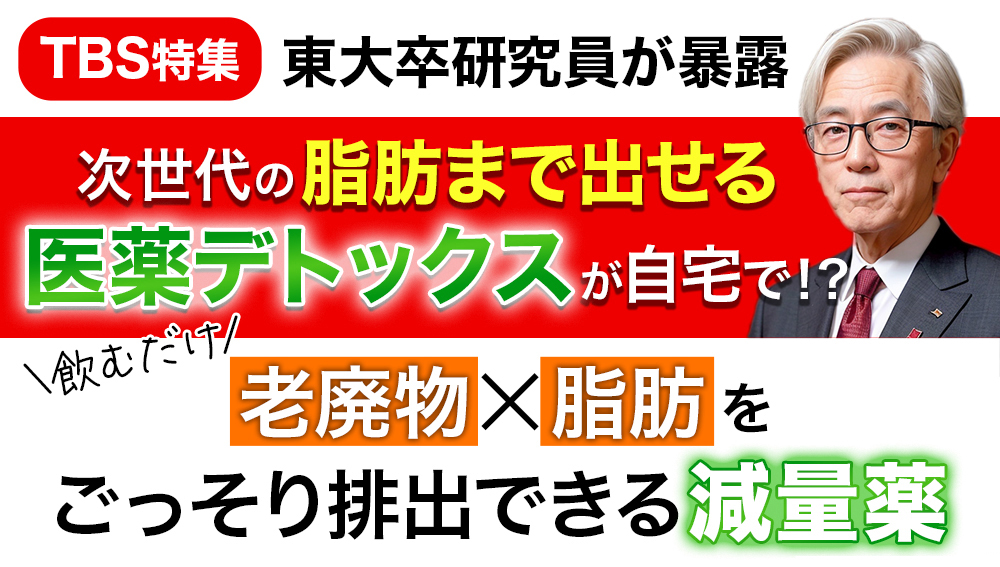 TBS特集 東大卒研究員が暴露
次世代の脂肪まで出せる
医薬デトックスが自宅で!?
\飲むだけ/
老廃物×脂肪を
ごっそり排出できる減量薬